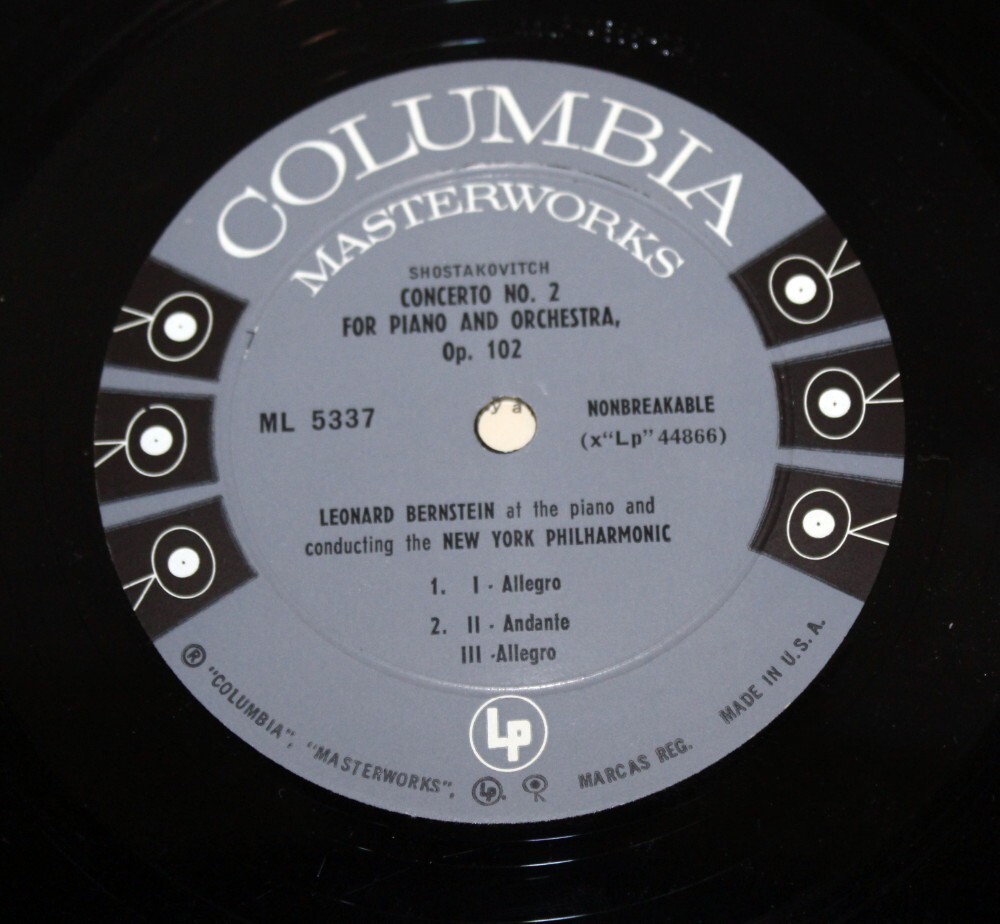 COLUMBIA
MASTERWORKS
SHOSTAKOVITCH
CONCERTO NO. 2
FOR PIANO AND ORCHESTRA,
Op. 102
y a
ML 5337
NONBREAKABLE
(x“Lp” 44866)
LEONARD BERNSTEIN at the piano and
conducting the NEW YORK PHILHARMONIC
1. I - Allegro
2. II - Andante
III -Allegro
Lp
® "COLUMBIA", "MASTERWORKS", Lp. MARCAS REG. MADE IN U.S.A.